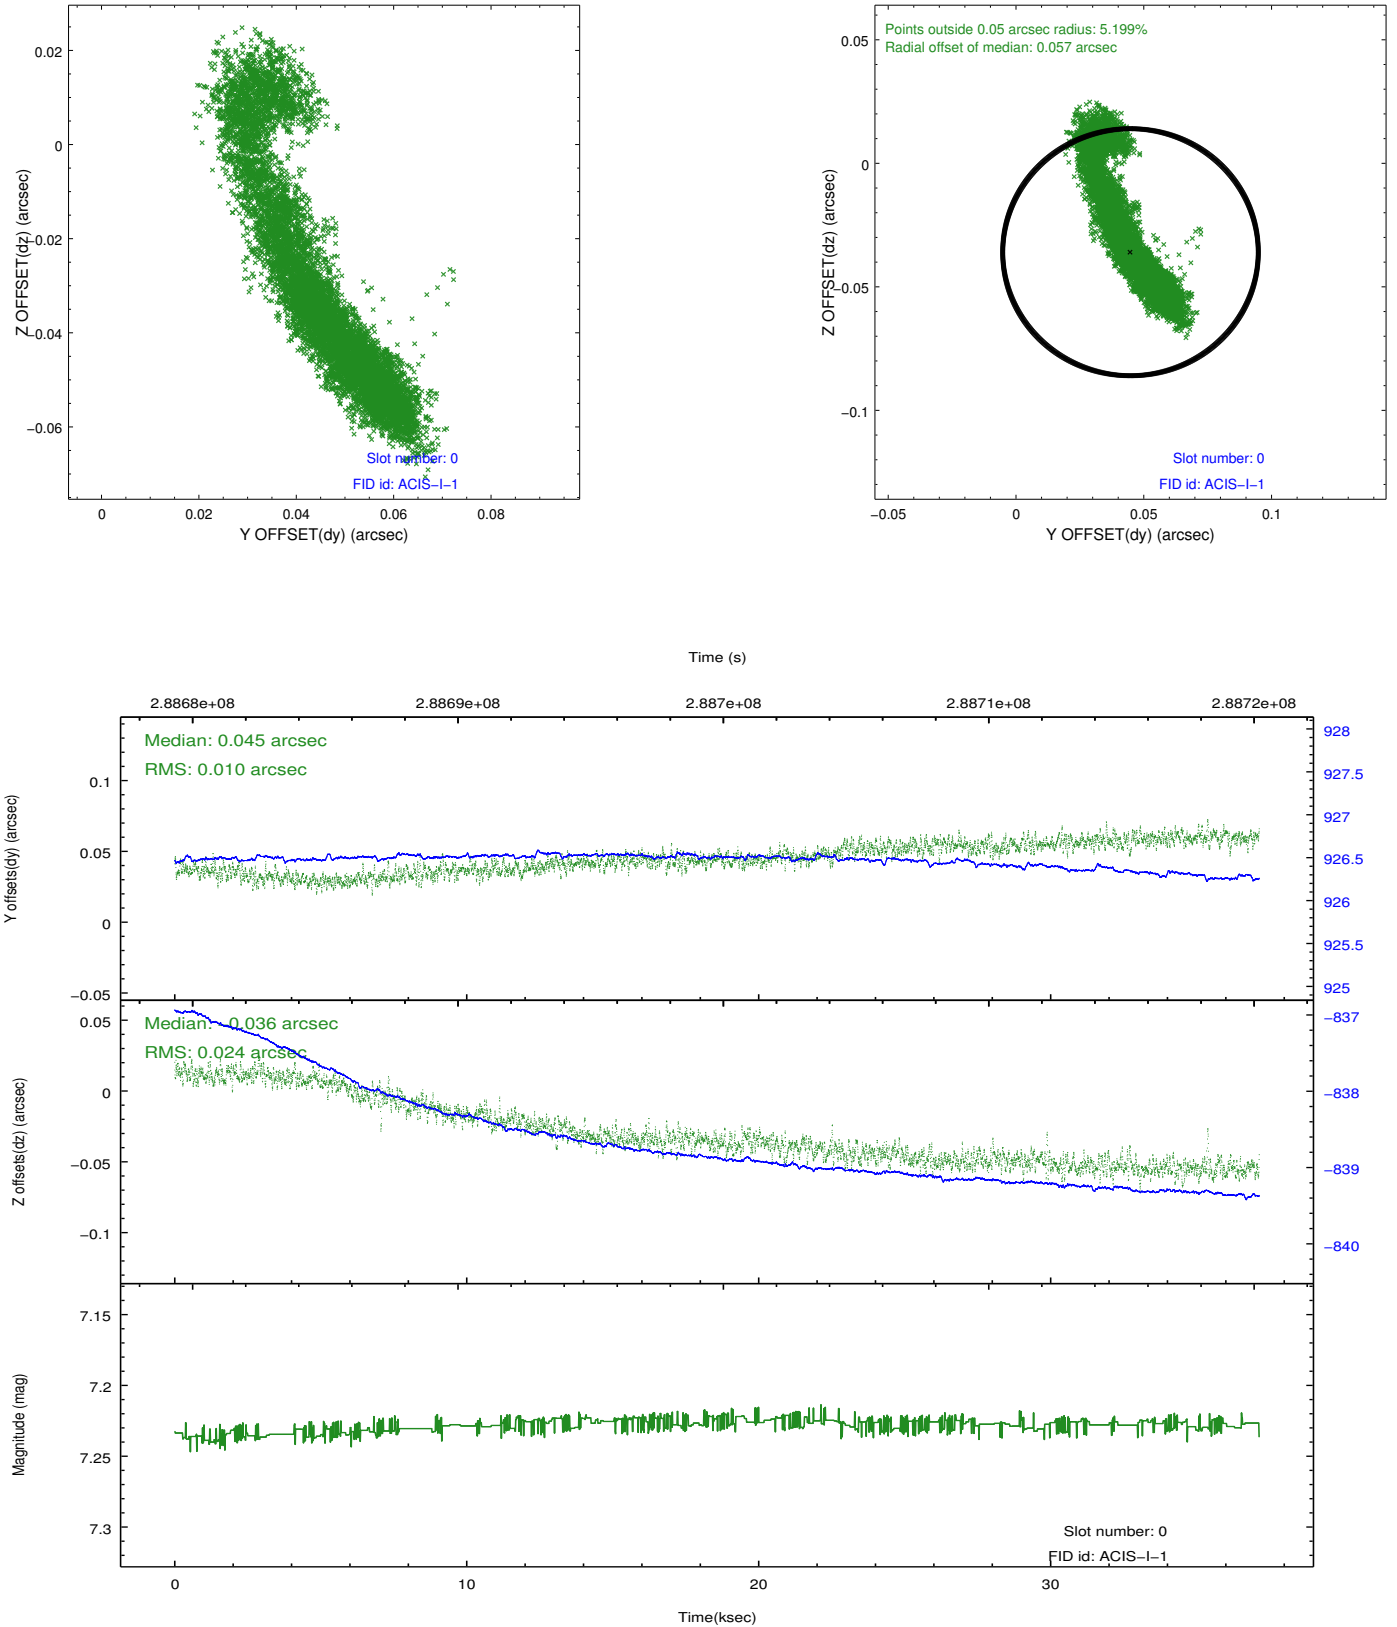 0.02
0
−0.02
−0.04
−0.06
Z OFFSET(dz) (arcsec)
Slot number: 0
FID id: ACIS−I−1
0 0.02 0.04 0.06 0.08
Y OFFSET(dy) (arcsec)
Points outside 0.05 arcsec radius: 5.199%
Radial offset of median: 0.057 arcsec
0.05
0
−0.05
−0.1
Z OFFSET(dz) (arcsec)
Slot number: 0
FID id: ACIS−I−1
−0.05 0 0.05 0.1
Y OFFSET(dy) (arcsec)
Time (s)
2.8868e+08 2.8869e+08 2.887e+08 2.8871e+08 2.8872e+08
Median: 0.045 arcsec
RMS: 0.010 arcsec
0.1
0.05
0
−0.05
Y offsets(dy) (arcsec)
928
927.5
927
926.5
926
925.5
925
Median: −0.036 arcsec
RMS: 0.024 arcsec
0.05
0
−0.05
−0.1
Z offsets(dz) (arcsec)
−837
−838
−839
−840
7.15
7.2
7.25
7.3
Magnitude (mag)
Slot number: 0
FID id: ACIS−I−1
0 10 20 30
Time(ksec)